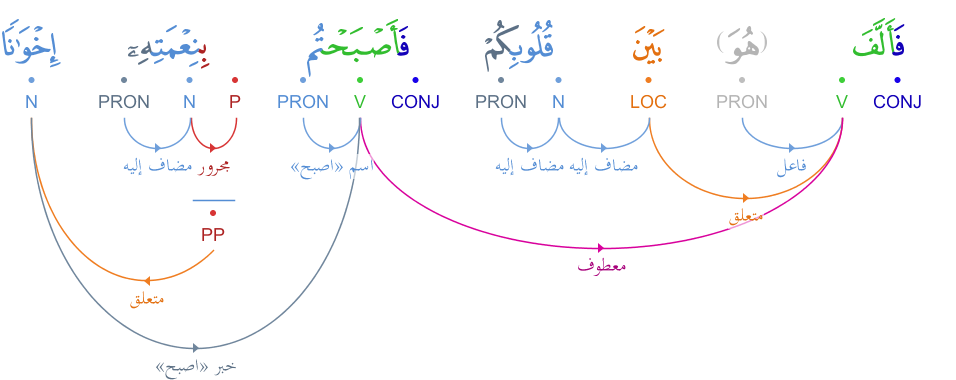 فَأَلَّفَ (هُوَ) بَيْنَ قُلُوبِكُمْ فَأَصْبَحْتُم بِنِعْمَتِهِۦٓ إِخْوَٰنًا
CONJ V PRON LOC N PRON CONJ V PRON P N PRON N
فاعل مضاف إليه مضاف إليه اسم «اصبح» مجرور مضاف إليه
متعلق PP
معطوف
متعلق
خبر «اصبح»